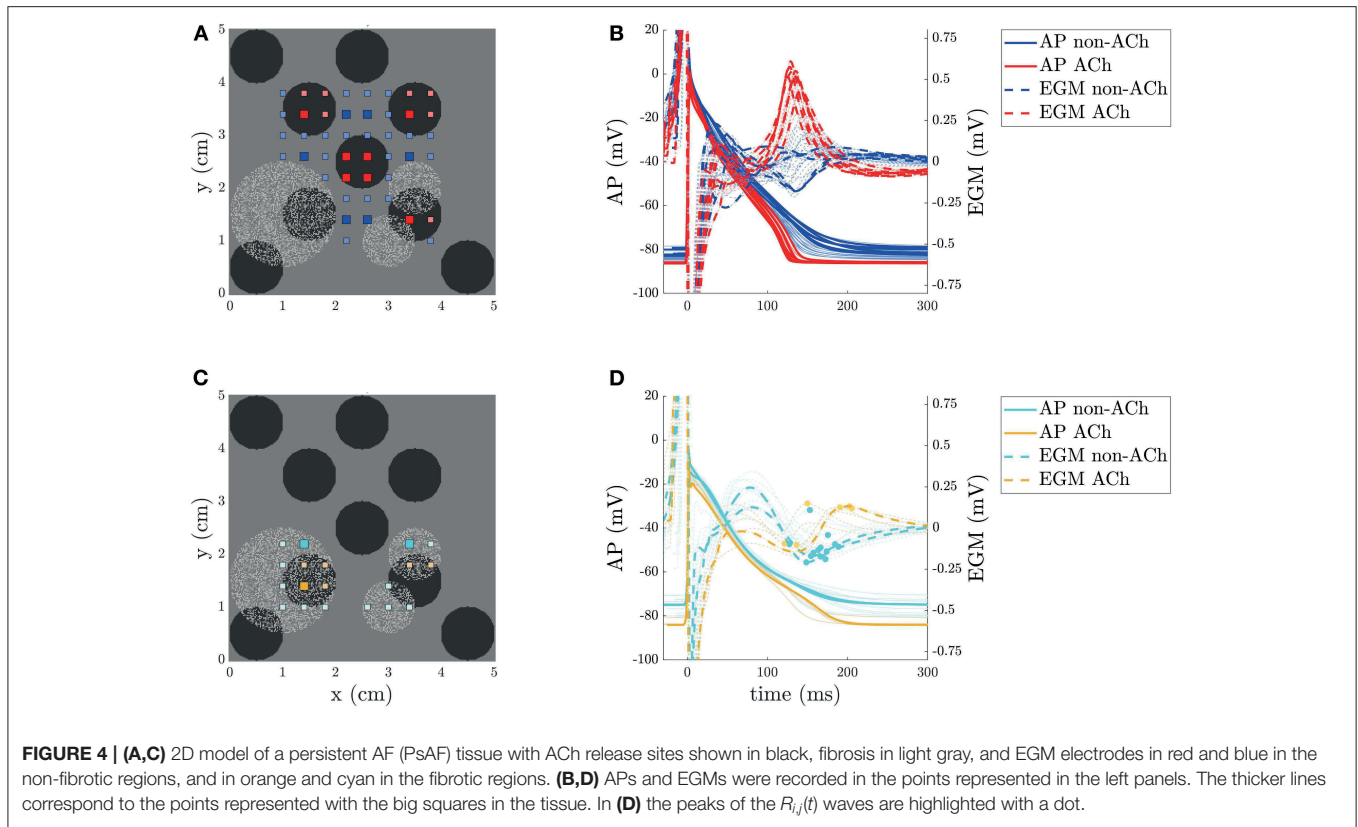 A
5
4
3
2
1
0
y (cm)
0 1 2 3 4 5
B
20
0
-20
-40
-60
-80
-100
AP (mV)
0 100 200 300
0.75
0.5
0.25
0
-0.25
-0.5
-0.75
EGM (mV)
AP non-ACh
AP ACh
EGM non-ACh
EGM ACh
C
5
4
3
2
1
0
y (cm)
0 1 2 3 4 5
x (cm)
D
20
0
-20
-40
-60
-80
-100
AP (mV)
0 100 200 300
time (ms)
0.75
0.5
0.25
0
-0.25
-0.5
-0.75
EGM (mV)
AP non-ACh
AP ACh
EGM non-ACh
EGM ACh
FIGURE 4 | (A,C) 2D model of a persistent AF (PsAF) tissue with ACh release sites shown in black, fibrosis in light gray, and EGM electrodes in red and blue in the
non-fibrotic regions, and in orange and cyan in the fibrotic regions. (B,D) APs and EGMs were recorded in the points represented in the left panels. The thicker lines
correspond to the points represented with the big squares in the tissue. In (D) the peaks of the Ri,j(t) waves are highlighted with a dot.